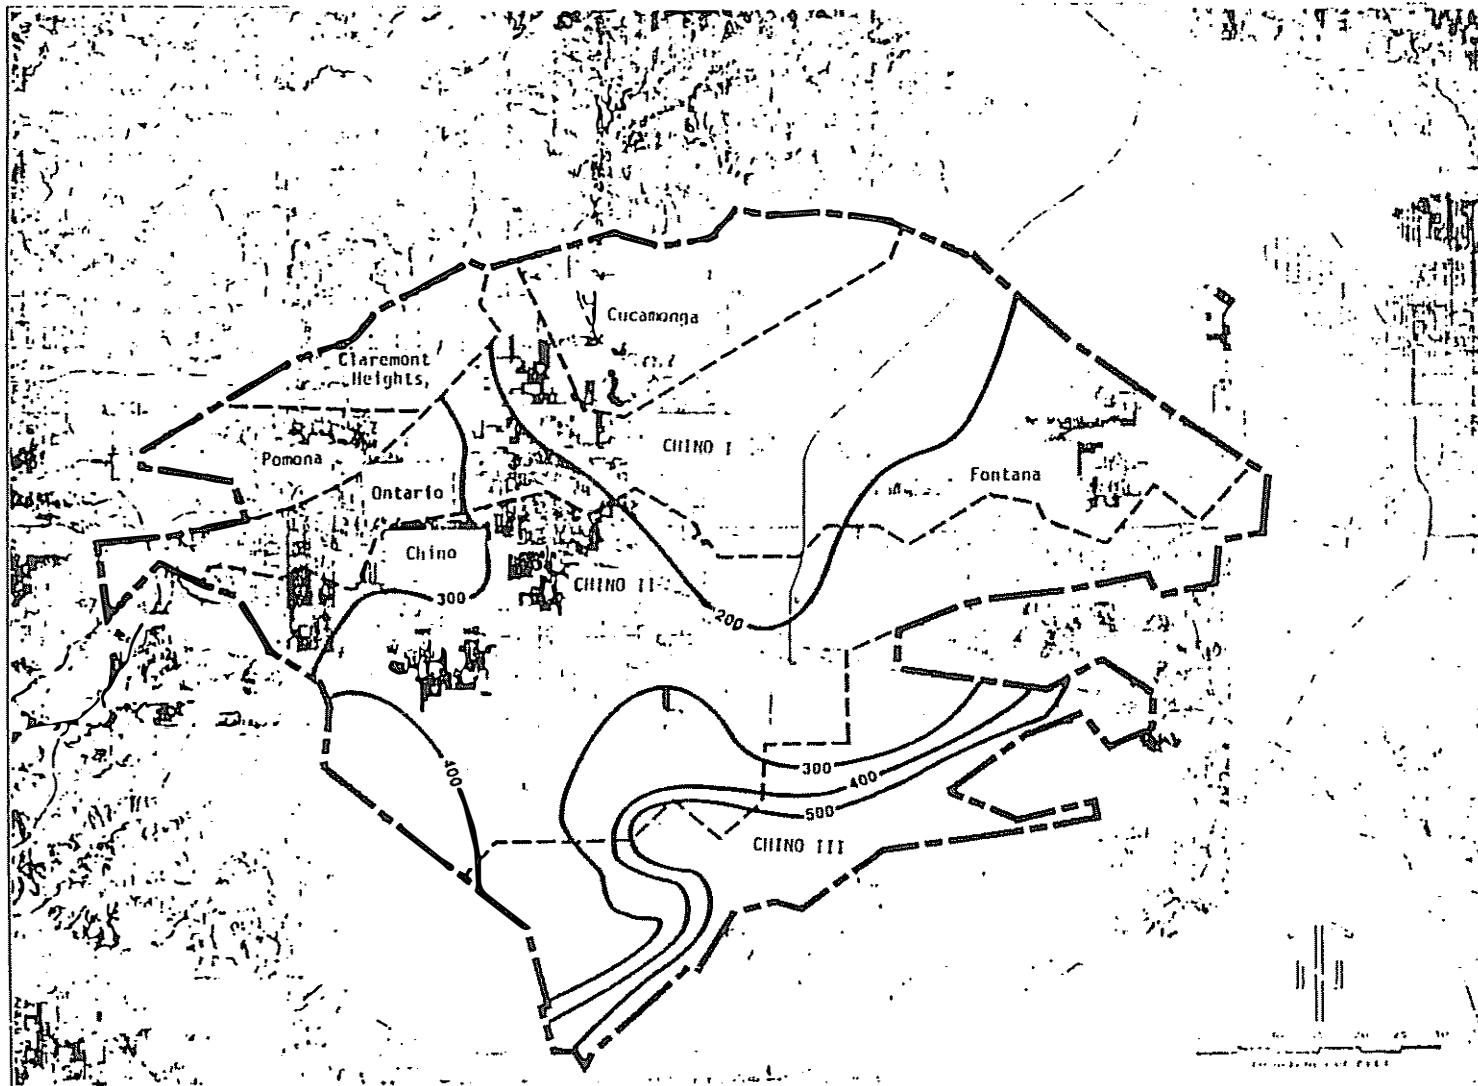 Cucamonga
Claremont
Heights,
CHINO I
Pomona
Fontana
Ontario
Chino
CHINO II
300
200
400
300
400
500
CHINO III